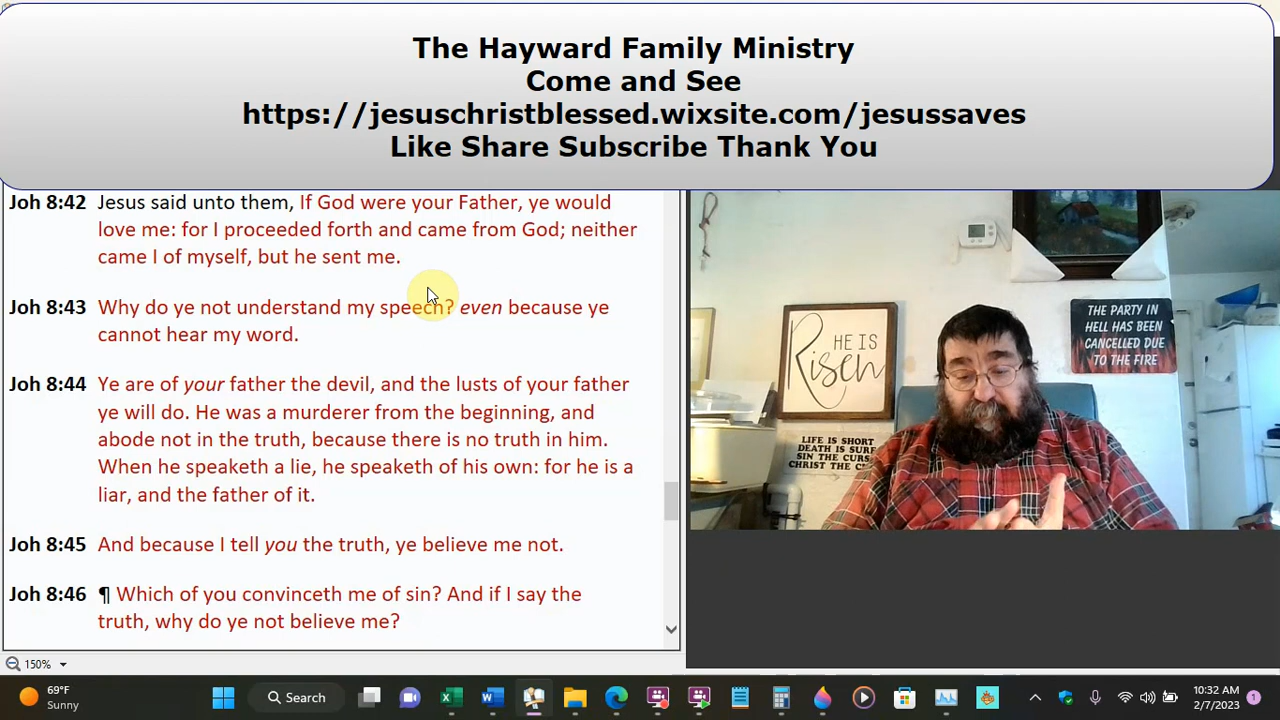 The Hayward Family Ministry
Come and See
https://jesuschristblessed.wixsite.com/jesussaves
Like Share Subscribe Thank You
Joh 8:42 Jesus said unto them, If God were your Father, ye would
love me: for I proceeded forth and came from God; neither
came I of myself, but he sent me.
Joh 8:43 Why do ye not understand my speech? even because ye
cannot hear my word.
Joh 8:44 Ye are of your father the devil, and the lusts of your father
ye will do. He was a murderer from the beginning, and
abode not in the truth, because there is no truth in him.
When he speaketh a lie, he speaketh of his own: for he is a
liar, and the father of it.
Joh 8:45 And because I tell you the truth, ye believe me not.
Joh 8:46 ¶ Which of you convinceth me of sin? And if I say the
truth, why do ye not believe me?
150%
HE IS
Risen
THE PARTY IN
HELL HAS BEEN
CANCELLED DUE
TO THE FIRE
LIFE IS SHORT
DEATH IS SURE
SIN THE CURS
CHRIST THE C
69°F
Sunny
Search
10:32 AM
2/7/2023
1